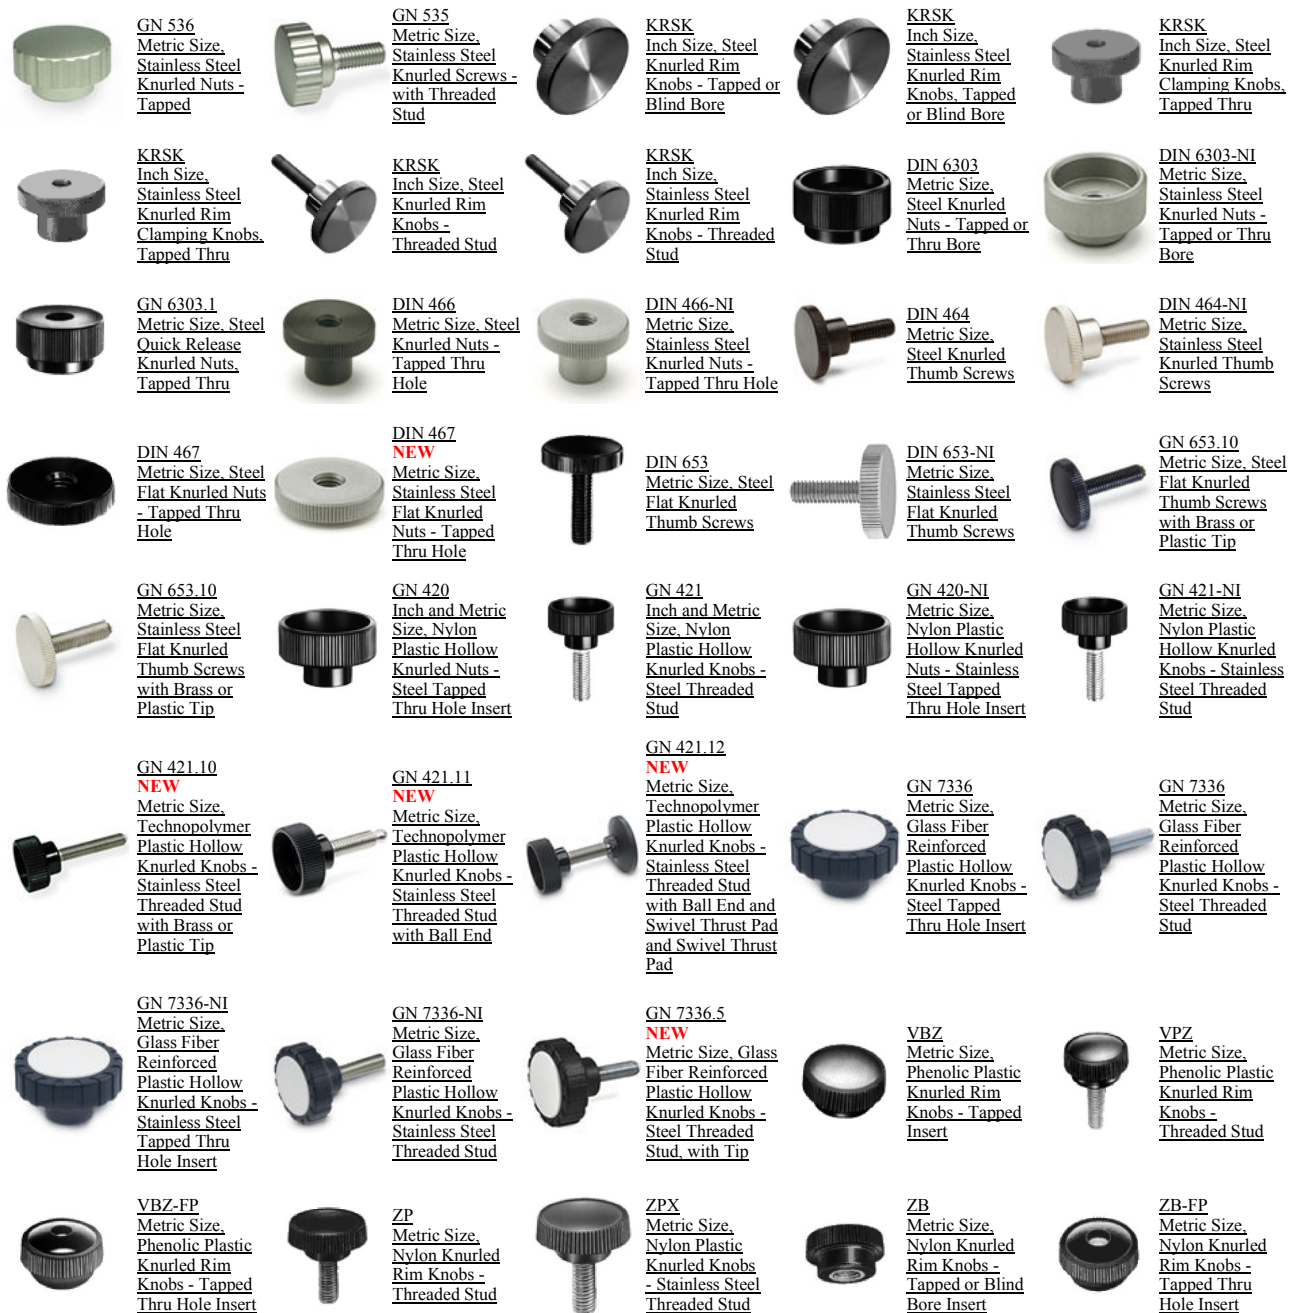 GN 536
Metric Size,
Stainless Steel
Knurled Nuts -
Tapped
GN 535
Metric Size,
Stainless Steel
Knurled Screws -
with Threaded
Stud
KRSK
Inch Size, Steel
Knurled Rim
Knobs - Tapped or
Blind Bore
KRSK
Inch Size,
Stainless Steel
Knurled Rim
Knobs, Tapped
or Blind Bore
KRSK
Inch Size, Steel
Knurled Rim
Clamping Knobs,
Tapped Thru
KRSK
Inch Size,
Stainless Steel
Knurled Rim
Clamping Knobs,
Tapped Thru
KRSK
Inch Size, Steel
Knurled Rim
Knobs -
Threaded Stud
KRSK
Inch Size,
Stainless Steel
Knurled Rim
Knobs - Threaded
Stud
DIN 6303
Metric Size,
Steel Knurled
Nuts - Tapped or
Thru Bore
DIN 6303-NI
Metric Size,
Stainless Steel
Knurled Nuts -
Tapped or Thru
Bore
GN 6303.1
Metric Size, Steel
Quick Release
Knurled Nuts,
Tapped Thru
DIN 466
Metric Size, Steel
Knurled Nuts -
Tapped Thru
Hole
DIN 466-NI
Metric Size,
Stainless Steel
Knurled Nuts -
Tapped Thru Hole
DIN 464
Metric Size,
Steel Knurled
Thumb Screws
DIN 464-NI
Metric Size,
Stainless Steel
Knurled Thumb
Screws
DIN 467
Metric Size, Steel
Flat Knurled Nuts
- Tapped Thru
Hole
DIN 467
NEW
Metric Size,
Stainless Steel
Flat Knurled
Nuts - Tapped
Thru Hole
DIN 653
Metric Size, Steel
Flat Knurled
Thumb Screws
DIN 653-NI
Metric Size,
Stainless Steel
Flat Knurled
Thumb Screws
GN 653.10
Metric Size, Steel
Flat Knurled
Thumb Screws
with Brass or
Plastic Tip
GN 653.10
Metric Size,
Stainless Steel
Flat Knurled
Thumb Screws
with Brass or
Plastic Tip
GN 420
Inch and Metric
Size, Nylon
Plastic Hollow
Knurled Nuts -
Steel Tapped
Thru Hole Insert
GN 421
Inch and Metric
Size, Nylon
Plastic Hollow
Knurled Knobs -
Steel Threaded
Stud
GN 420-NI
Metric Size,
Nylon Plastic
Hollow Knurled
Nuts - Stainless
Steel Tapped
Thru Hole Insert
GN 421-NI
Metric Size,
Nylon Plastic
Hollow Knurled
Knobs - Stainless
Steel Threaded
Stud
GN 421.10
NEW
Metric Size,
Technopolymer
Plastic Hollow
Knurled Knobs -
Stainless Steel
Threaded Stud
with Brass or
Plastic Tip
GN 421.11
NEW
Metric Size,
Technopolymer
Plastic Hollow
Knurled Knobs -
Stainless Steel
Threaded Stud
with Ball End
GN 421.12
NEW
Metric Size,
Technopolymer
Plastic Hollow
Knurled Knobs -
Stainless Steel
Threaded Stud
with Ball End and
Swivel Thrust Pad
and Swivel Thrust
Pad
GN 7336
Metric Size,
Glass Fiber
Reinforced
Plastic Hollow
Knurled Knobs -
Steel Tapped
Thru Hole Insert
GN 7336
Metric Size,
Glass Fiber
Reinforced
Plastic Hollow
Knurled Knobs -
Steel Threaded
Stud
GN 7336-NI
Metric Size,
Glass Fiber
Reinforced
Plastic Hollow
Knurled Knobs -
Stainless Steel
Tapped Thru
Hole Insert
GN 7336-NI
Metric Size,
Glass Fiber
Reinforced
Plastic Hollow
Knurled Knobs -
Stainless Steel
Threaded Stud
GN 7336.5
NEW
Metric Size, Glass
Fiber Reinforced
Plastic Hollow
Knurled Knobs -
Steel Threaded
Stud, with Tip
VBZ
Metric Size,
Phenolic Plastic
Knurled Rim
Knobs - Tapped
Insert
VPZ
Metric Size,
Phenolic Plastic
Knurled Rim
Knobs -
Threaded Stud
VBZ-FP
Metric Size,
Phenolic Plastic
Knurled Rim
Knobs - Tapped
Thru Hole Insert
ZP
Metric Size,
Nylon Knurled
Rim Knobs -
Threaded Stud
ZPX
Metric Size,
Nylon Plastic
Knurled Knobs
- Stainless Steel
Threaded Stud
ZB
Metric Size,
Nylon Knurled
Rim Knobs -
Tapped or Blind
Bore Insert
ZB-FP
Metric Size,
Nylon Knurled
Rim Knobs -
Tapped Thru
Hole Insert